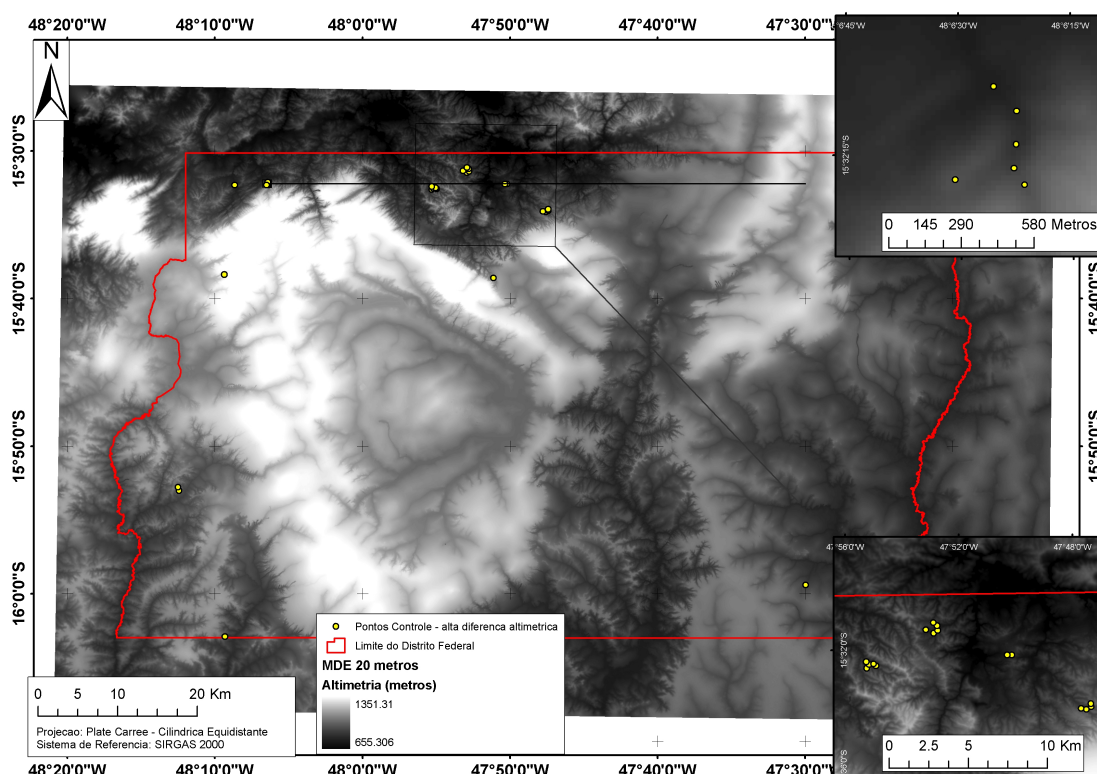 48°20'0"W 48°10'0"W 48°0'0"W 47°50'0"W 47°40'0"W 47°30'0"W
48°6'45"W 48°6'30"W 48°6'15"W
N
15°30'0"S
15°32'15"S
0 145 290 580 Metros
15°40'0"S 15°40'0"S
15°50'0"S 15°50'0"S
47°56'0"W 47°52'0"W 47°48'0"W
16°0'0"S
15°32'0"S
Pontos Controle - alta diferenca altimetrica
Limite do Distrito Federal
MDE 20 metros
Altimetria (metros)
1351.31
655.306
0 5 10 20 Km
Projecao: Plate Carree - Cilindrica Equidistante
Sistema de Referencia: SIRGAS 2000
0 2.5 5 10 Km
48°20'0"W 48°10'0"W 48°0'0"W 47°50'0"W 47°40'0"W 47°30'0"W